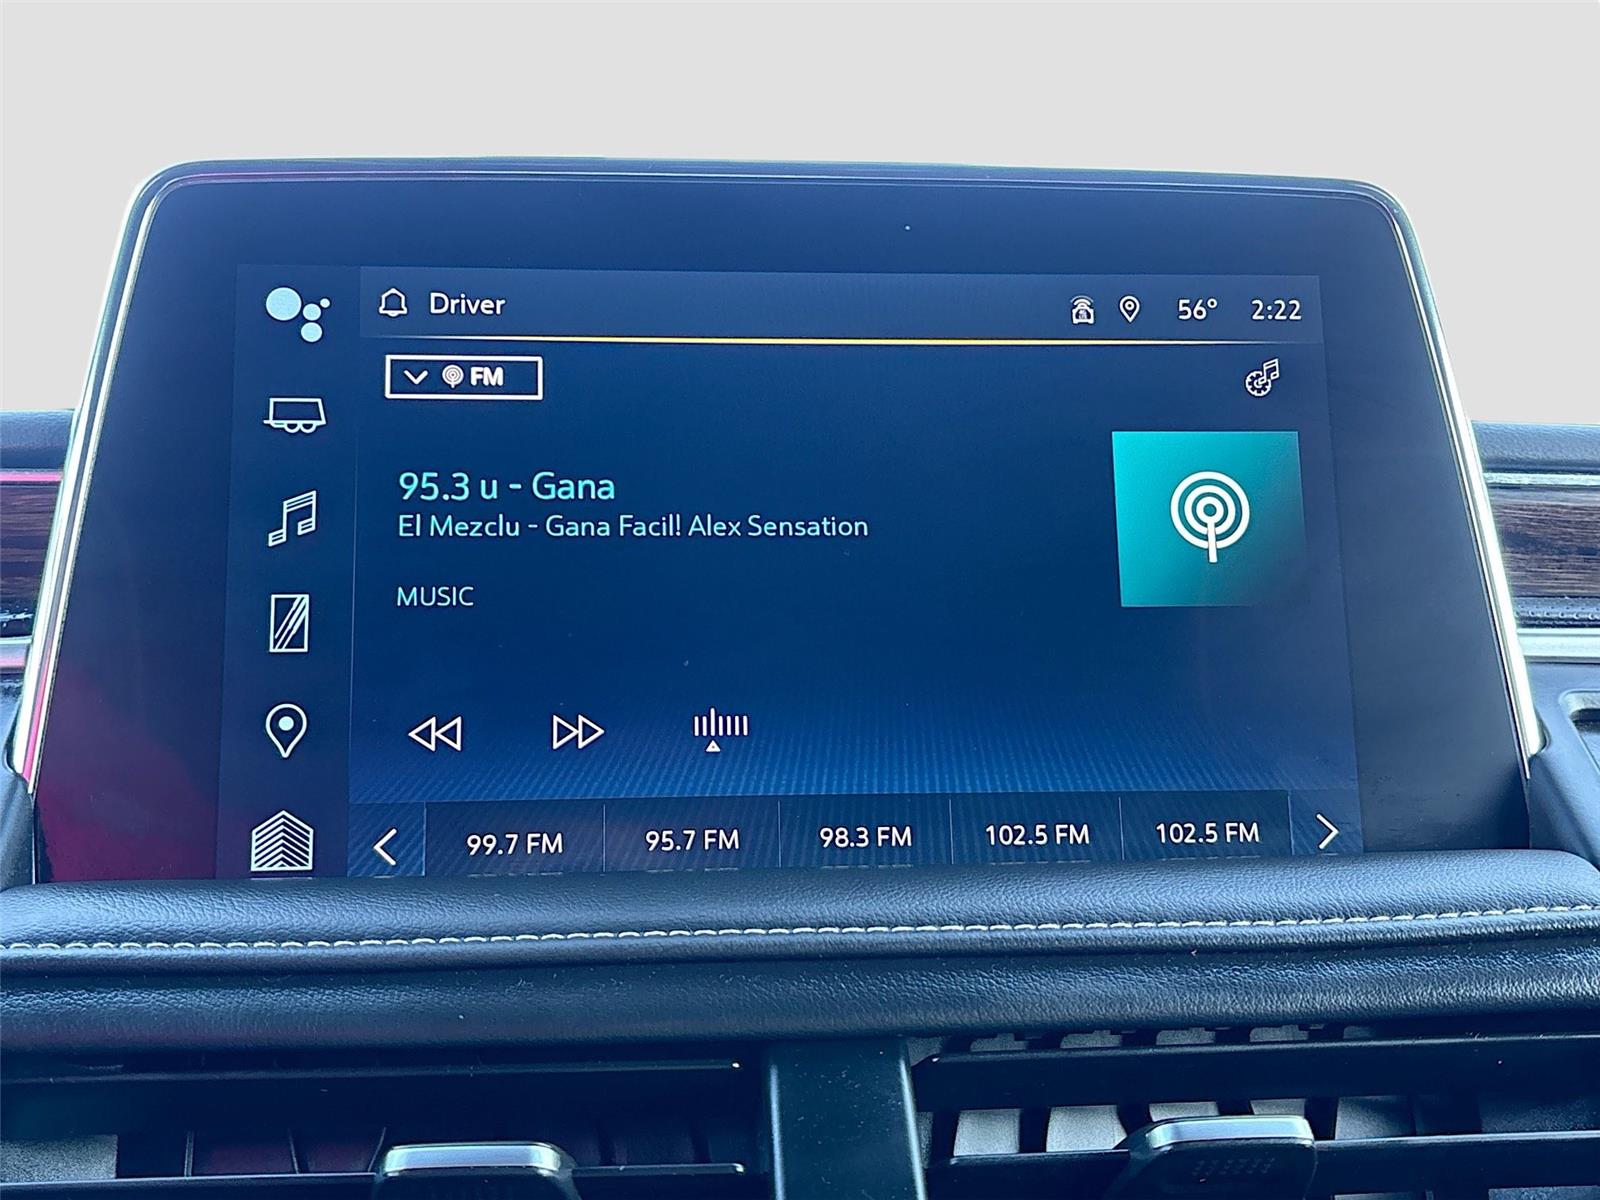 Driver
56° 2:22
FM
95.3 u - Gana
El Mezclu - Gana Facil! Alex Sensation
MUSIC
99.7 FM 95.7 FM 98.3 FM 102.5 FM 102.5 FM